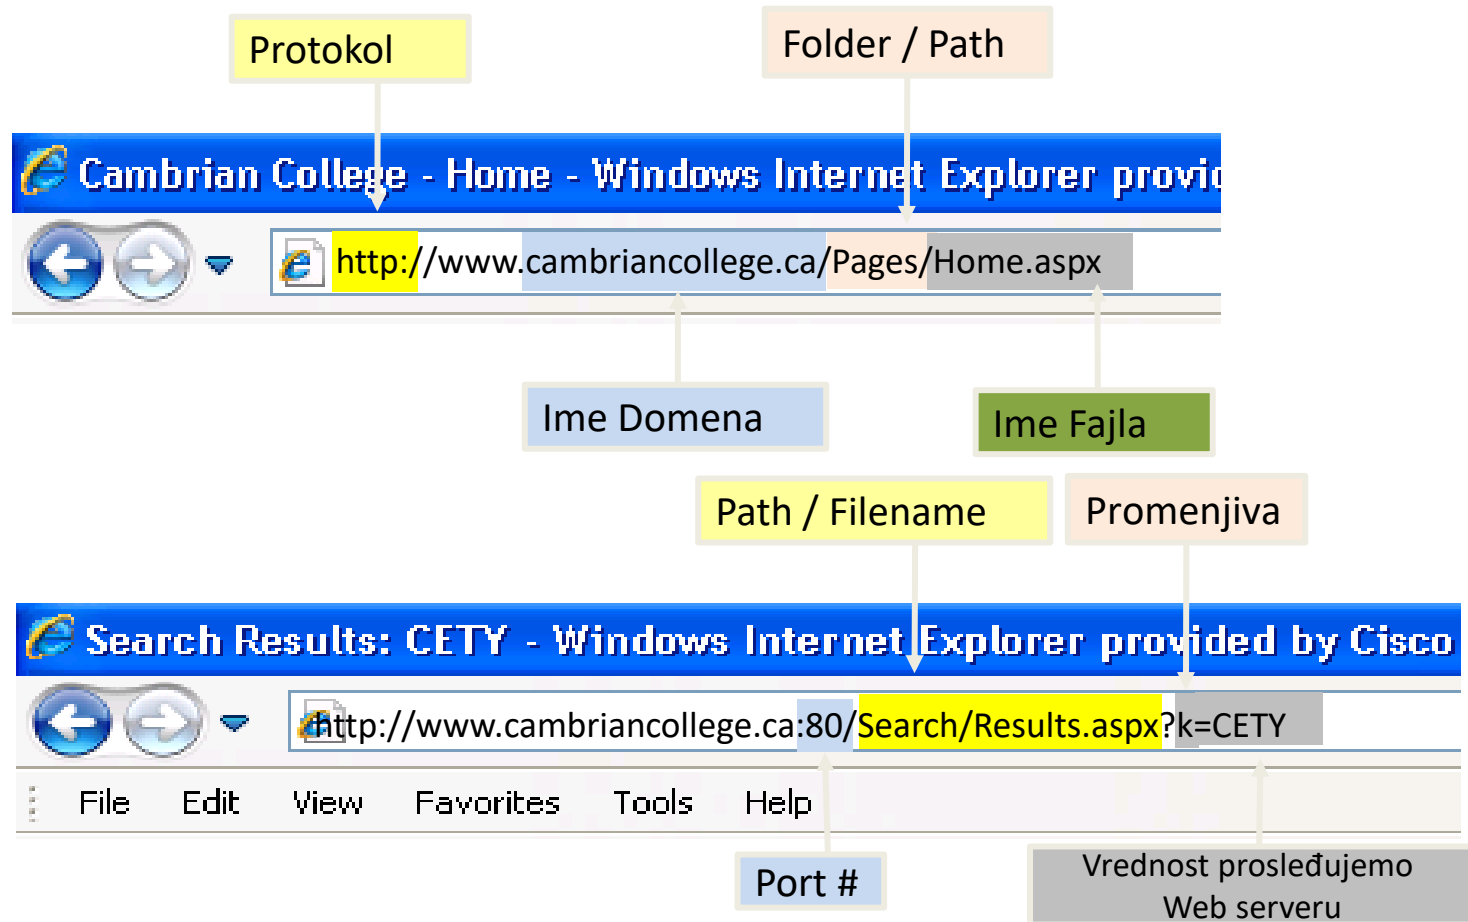 Protokol
Folder / Path
Cambrian College - Home - Windows Internet Explorer provid
http://www.cambriancollege.ca/Pages/Home.aspx
Ime Domena
Ime Fajla
Path / Filename
Promenjiva
Search Results: CETY - Windows Internet Explorer provided by Cisco
http://www.cambriancollege.ca:80/Search/Results.aspx?k=CETY
File Edit View Favorites Tools Help
Port #
Vrednost prosleđujemo
Web serveru